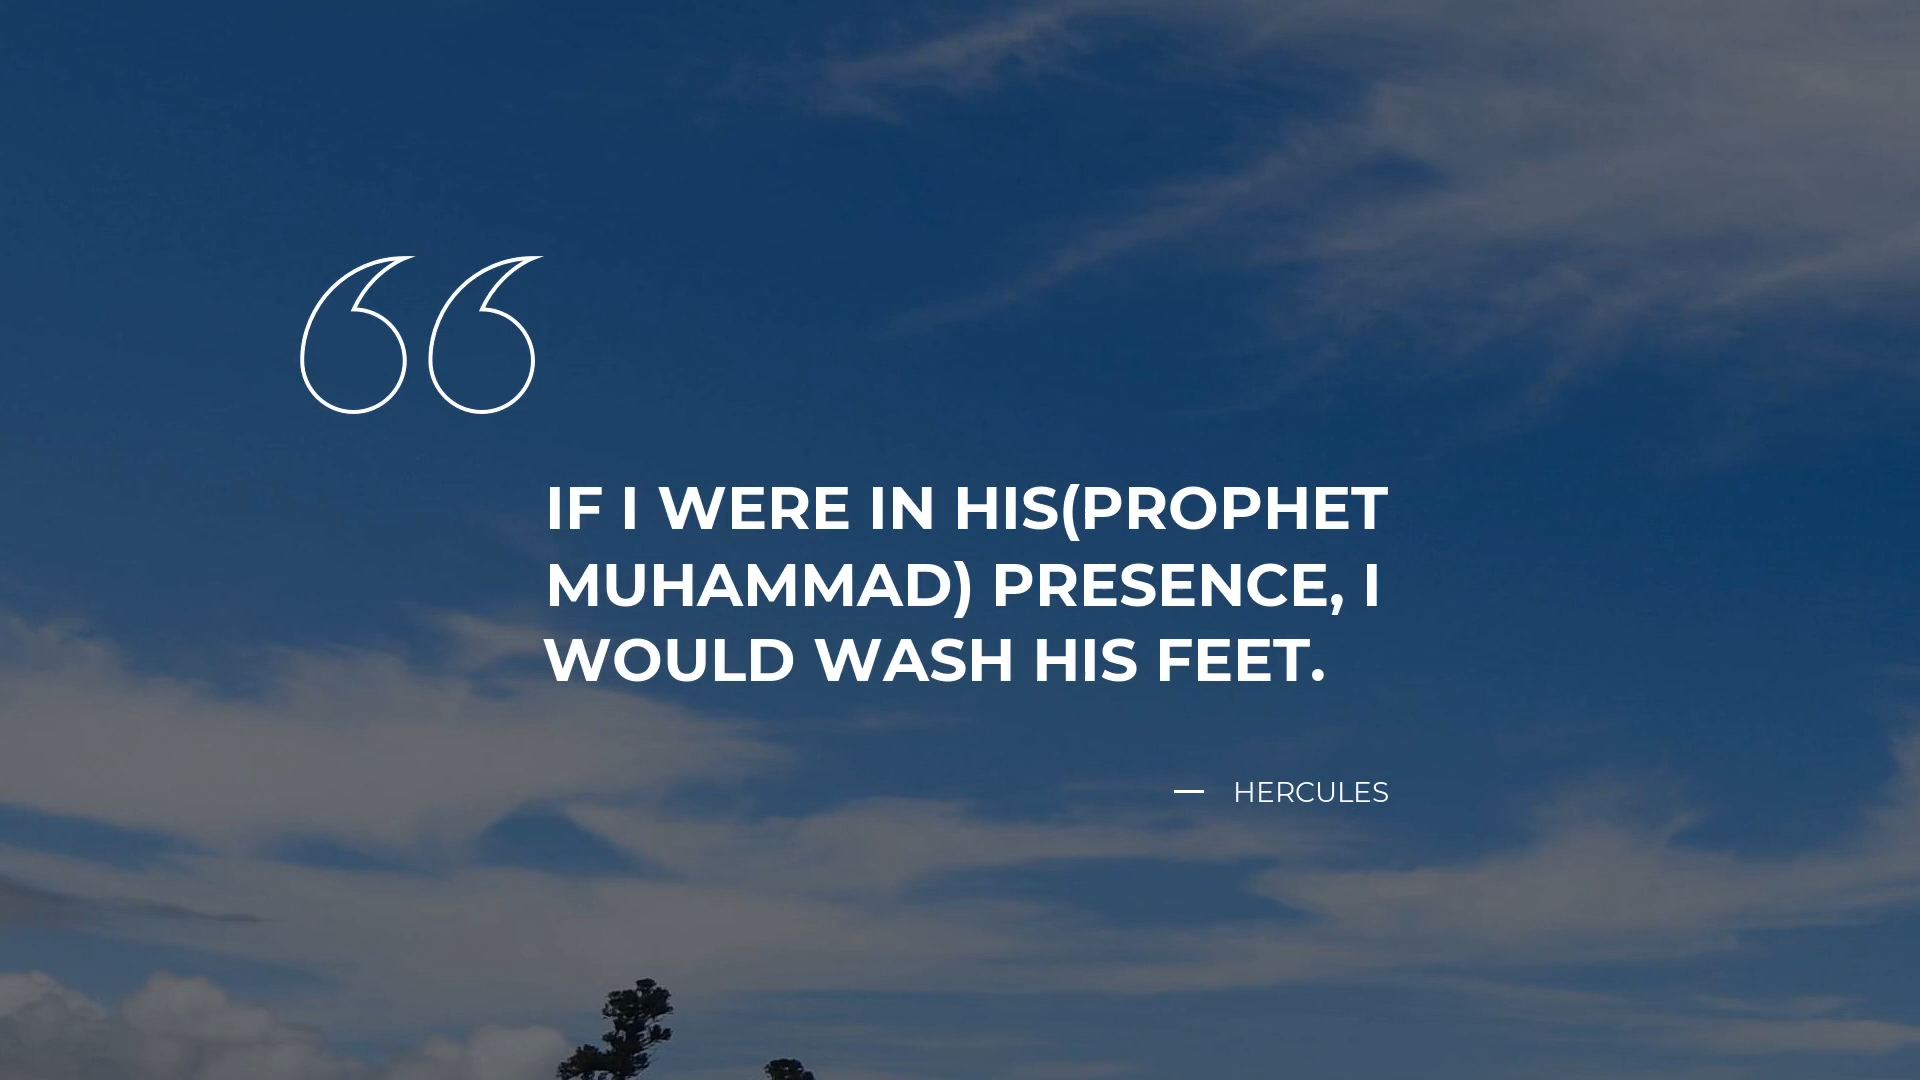 IF I WERE IN HIS(PROPHET
MUHAMMAD) PRESENCE, I
WOULD WASH HIS FEET.
— HERCULES